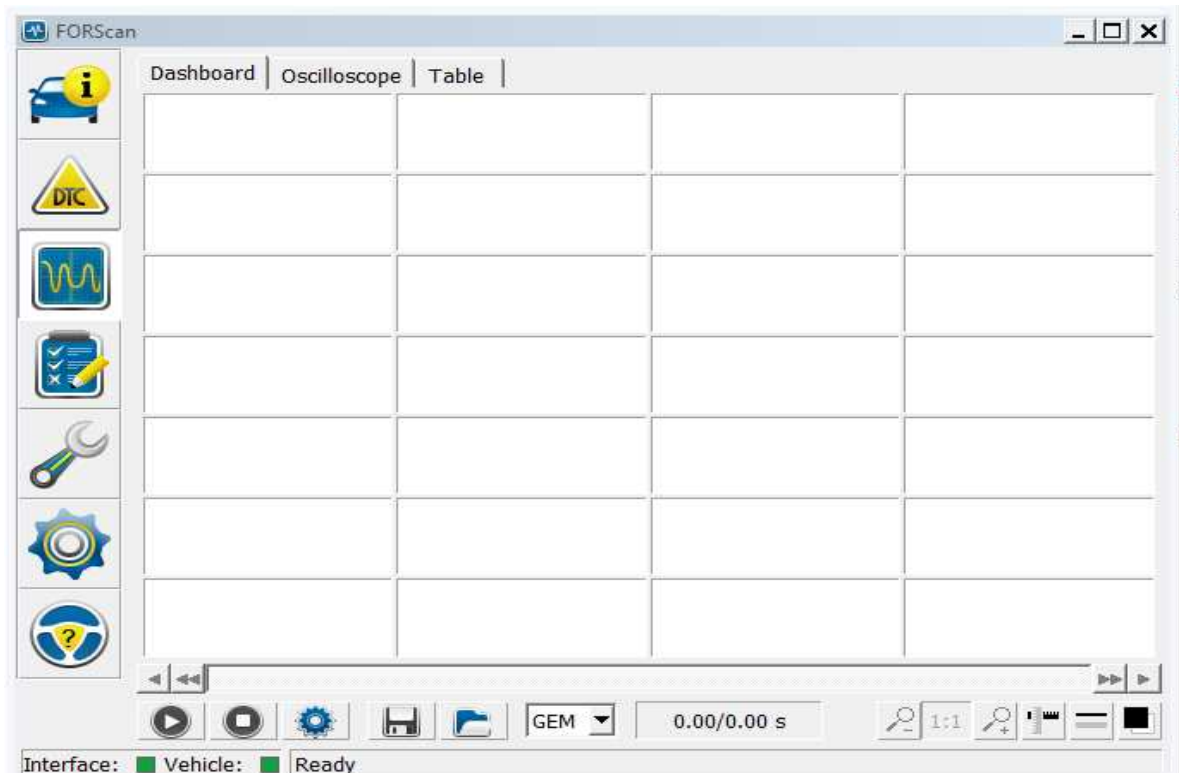 FORScan
i
Dashboard Oscilloscope Table
DTC
?
GEM 0.00/0.00 s 1:1
Interface: Vehicle: Ready